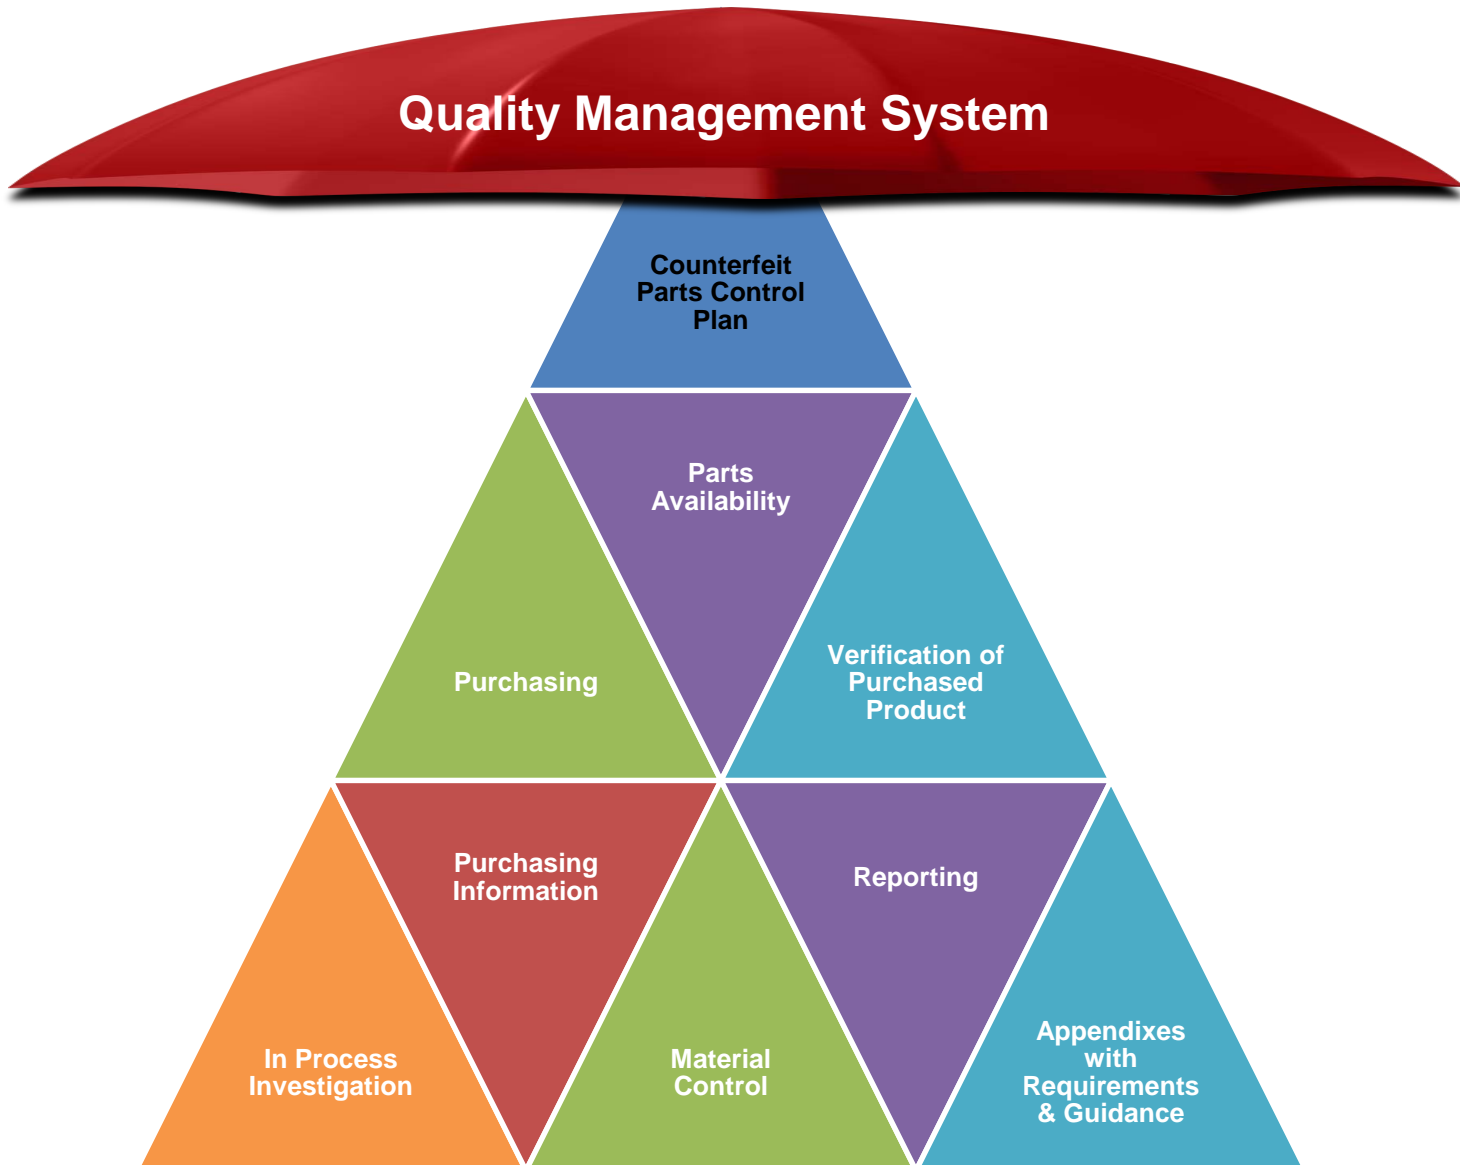 Quality Management System
Counterfeit
Parts Control
Plan
Parts
Availability
Purchasing
Verification of
Purchased
Product
Purchasing
Information
Reporting
In Process
Investigation
Material
Control
Appendixes
with
Requirements
& Guidance